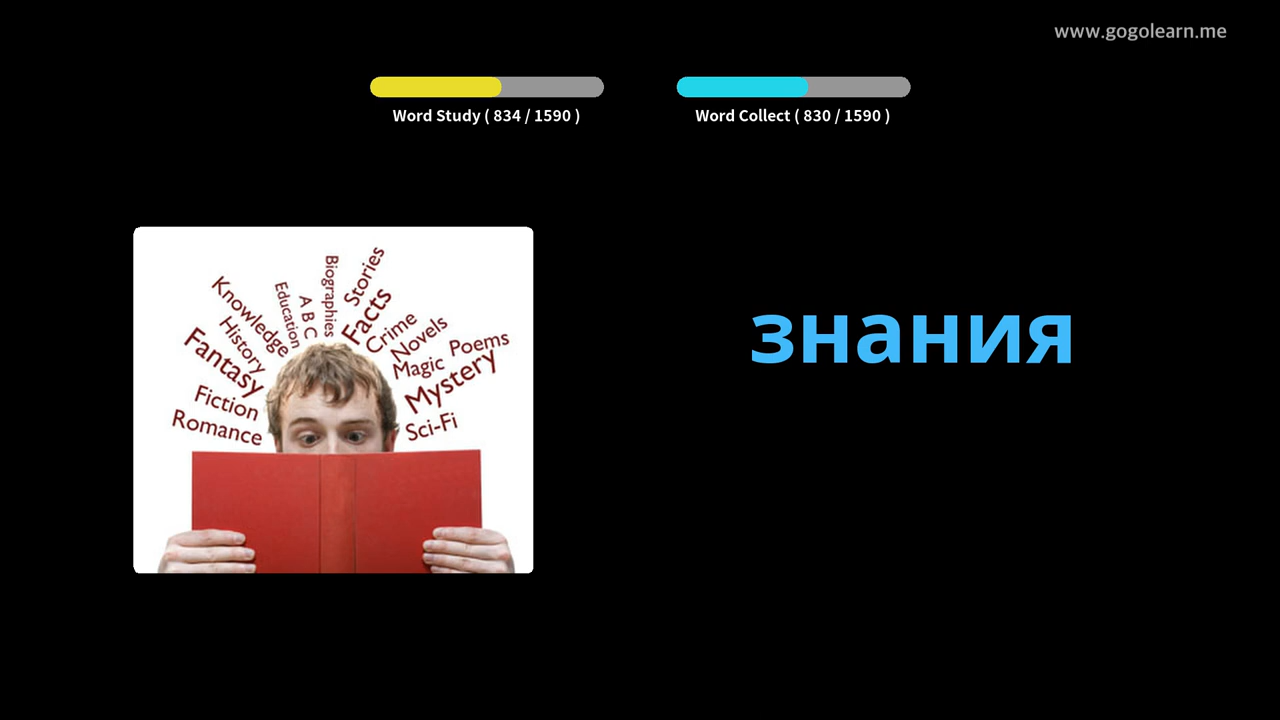 www.gogolearn.me
Word Study ( 834 / 1590 )
Word Collect ( 830 / 1590 )
знания
Knowledge
Education
A B C
Biographies
Stories
Facts
History
Crime
Novels
Fantasy
Magic
Poems
Mystery
Fiction
Romance
Sci-Fi